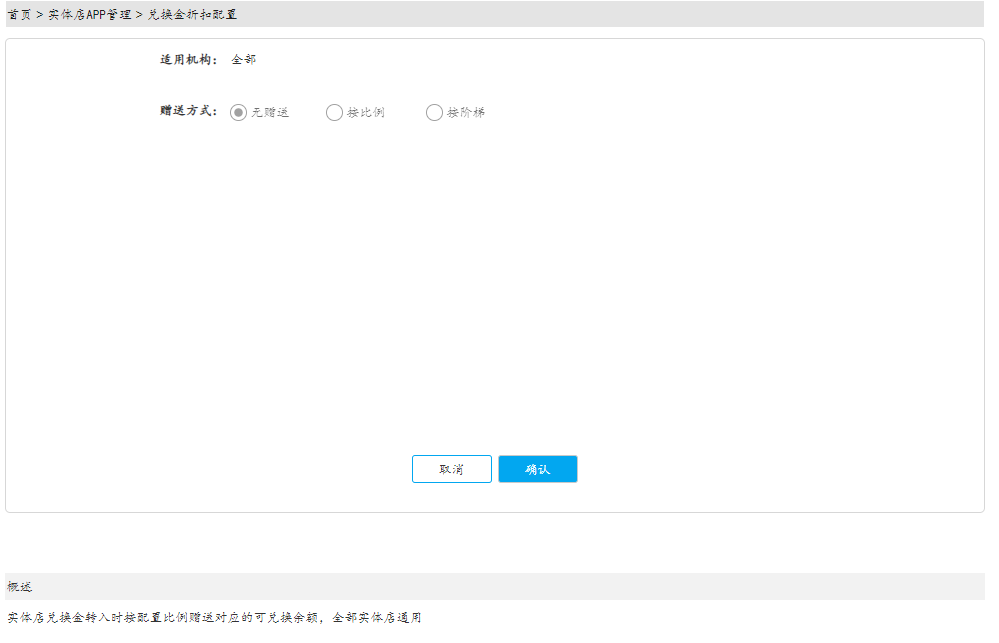 首页 > 实体店APP管理 > 兑换金折扣配置
适用机构： 全部
赠送方式： 无赠送 按比例 按阶梯
取消 确认
概述
实体店兑换金转入时按配置比例赠送对应的可兑换余额，全部实体店通用